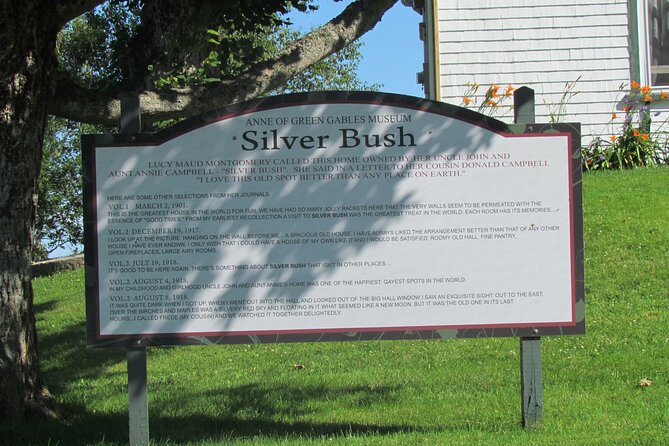 ANNE OF GREEN GABLES MUSEUM
Silver Bush
LUCY MAUD MONTGOMERY CALLED THIS HOME OWNED BY HER UNCLE JOHN AND
AUNT ANNIE CAMPBELL - "SILVER BUSH". SHE SAID IN A LETTER TO HER COUSIN DONALD CAMPBELL
"I LOVE THIS OLD SPOT BETTER THAN ANY PLACE ON EARTH."
HERE ARE SOME OTHER SELECTIONS FROM HER JOURNALS
VOL.1 MARCH 2, 1901.
THIS IS THE GREATEST HOUSE IN THE WORLD FOR FUN, WE HAVE HAD SO MANY JOLLY RACKETS HERE THAT THE VERY WALLS SEEM TO BE PERMEATED WITH THE
ESSENCE OF "GOOD TIMES." FROM MY EARLIEST RECOLLECTION A VISIT TO SILVER BUSH WAS THE GREATEST TREAT IN THE WORLD. EACH ROOM HAS ITS MEMORIES...
VOL.2 DECEMBER 19, 1917.
I LOOK UP AT THE PICTURE HANGING ON THE WALL BEFORE ME... A SPACIOUS OLD HOUSE. I HAVE ALWAYS LIKED THE ARRANGEMENT BETTER THAN THAT OF ANY OTHER
HOUSE I HAVE EVER KNOWN. I ONLY WISH THAT I COULD HAVE A HOUSE OF MY OWN LIKE IT AND I WOULD BE SATISFIED. ROOMY OLD HALL, FINE PANTRY,
OPEN FIREPLACES, LARGE AIRY ROOMS.
VOL.2 JULY 19, 1918.
IT'S GOOD TO BE HERE AGAIN. THERE'S SOMETHING ABOUT SILVER BUSH THAT ISN'T IN OTHER PLACES...
VOL.2 AUGUST 4, 1918.
IN MY CHILDHOOD AND GIRLHOOD UNCLE JOHN AND AUNT ANNIE'S HOME WAS ONE OF THE HAPPIEST, GAYEST SPOTS IN THE WORLD.
VOL.2 AUGUST 8, 1918.
IT WAS QUITE DARK WHEN I GOT UP. WHEN I WENT OUT INTO THE HALL AND LOOKED OUT OF THE BIG HALL WINDOW I SAW AN EXQUISITE SIGHT. OUT TO THE EAST,
OVER THE BIRCHES AND MAPLES WAS A SILVERY RED SKY AND FLOATING IN IT WHAT SEEMED LIKE A NEW MOON. BUT IT WAS THE OLD ONE IN ITS LAST
HOURS.. I CALLED FREDE (MY COUSIN) AND WE WATCHED IT TOGETHER DELIGHTEDLY.